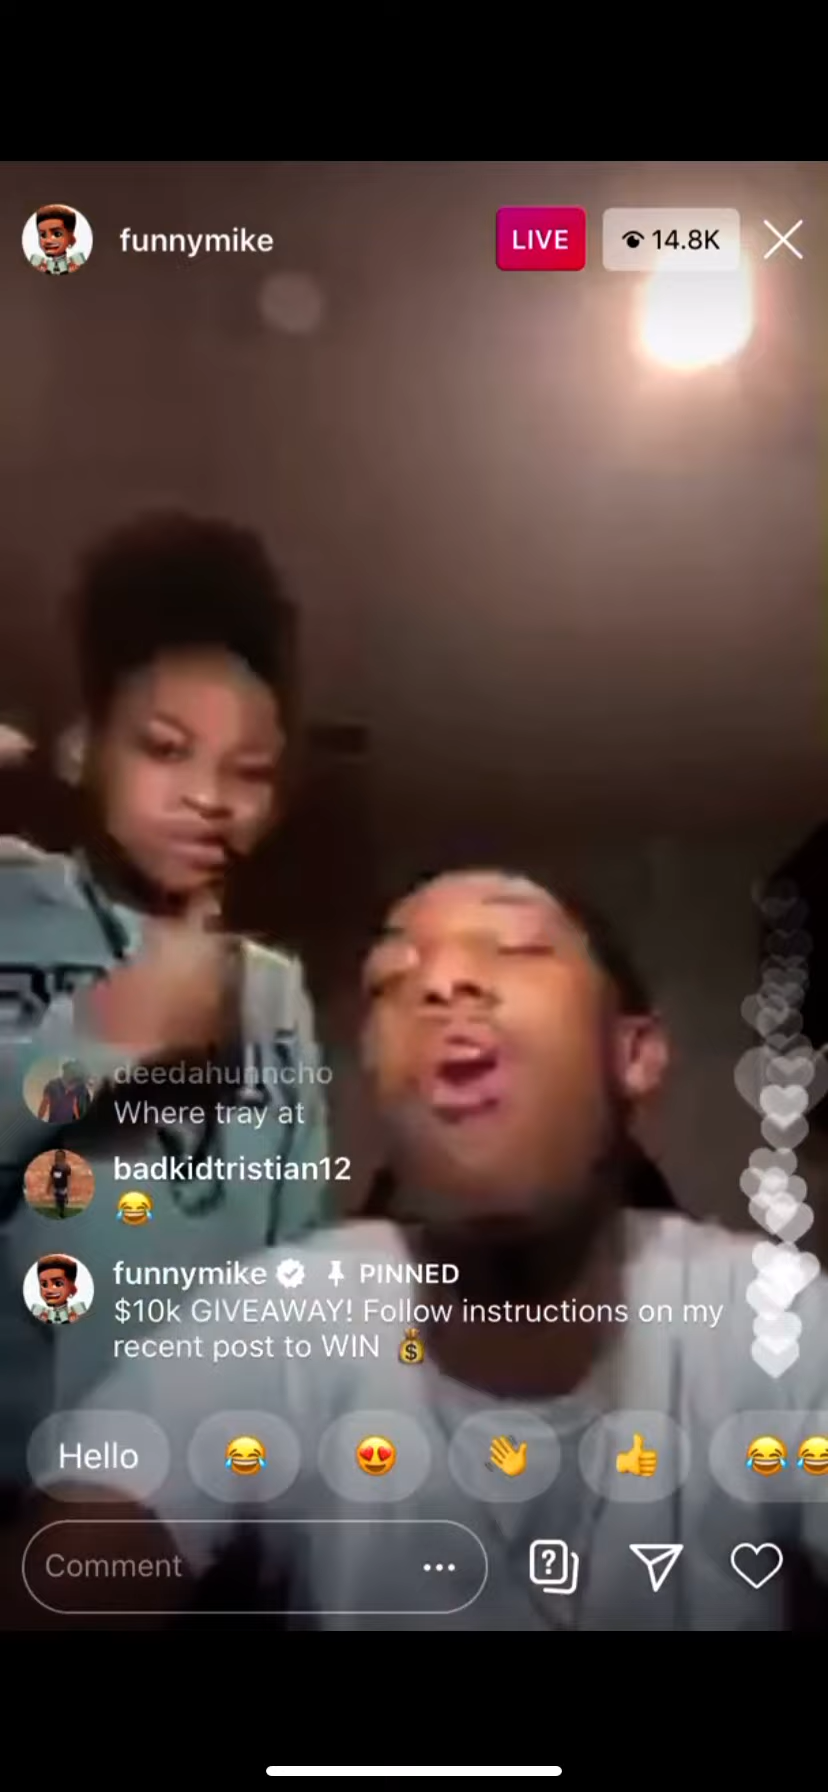 funnymike
LIVE
14.8K
deedahunncho
Where tray at
badkidtristian12
😂
funnymike PINNED
$10k GIVEAWAY! Follow instructions on my
recent post to WIN 💰
Hello 😂 😍 👋 👍 😂😂
Comment